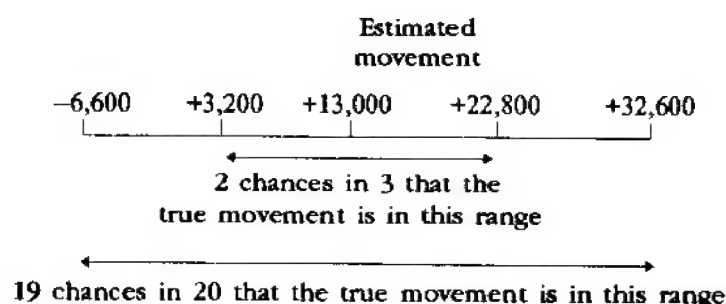 Estimated
movement
–6,600 +3,200 +13,000 +22,800 +32,600
2 chances in 3 that the
true movement is in this range
19 chances in 20 that the true movement is in this range